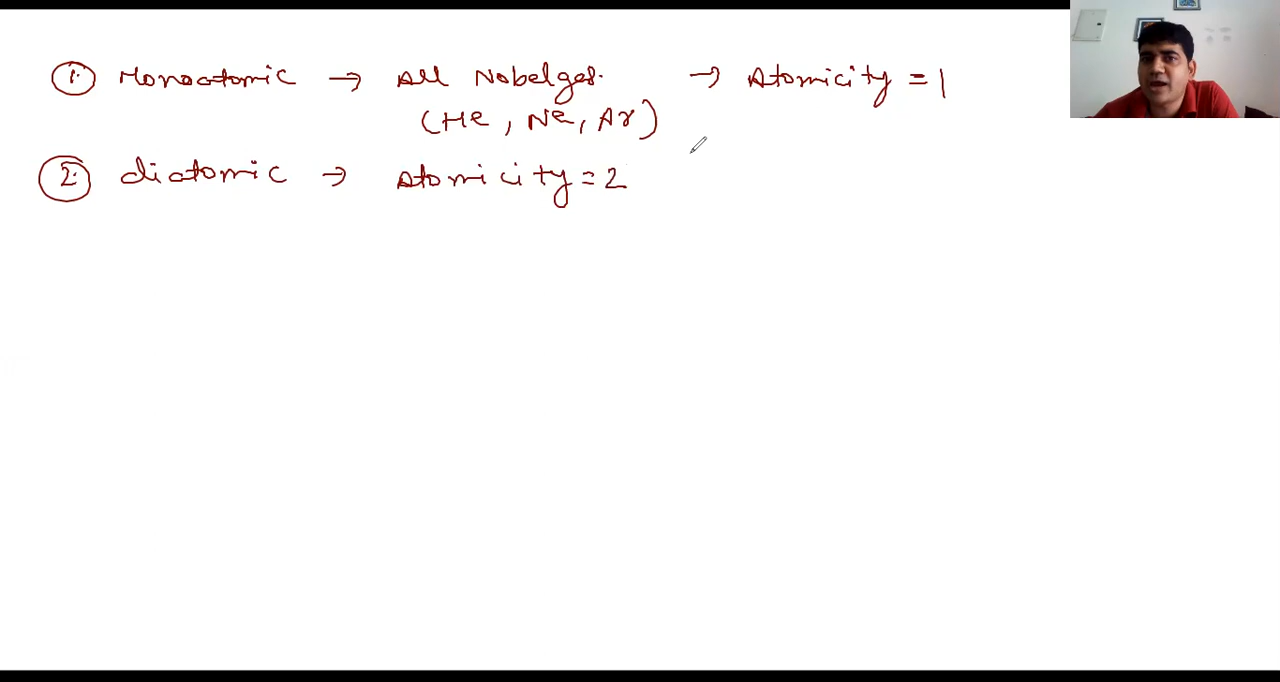 1. Monoatomic → All Nobelgas. → Atomicity = 1
(He, Ne, Ar)
2. diatomic → Atomicity = 2